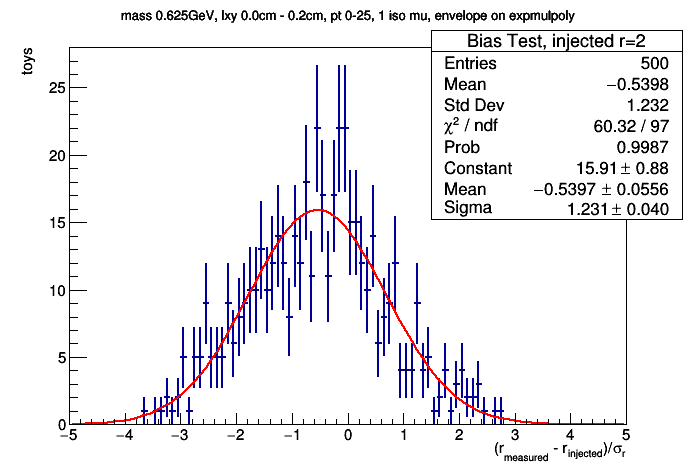 mass 0.625GeV, lxy 0.0cm - 0.2cm, pt 0-25, 1 iso mu, envelope on expmulpoly
Bias Test, injected r=2
Entries 500
Mean −0.5398
Std Dev 1.232
χ² / ndf 60.32 / 97
Prob 0.9987
Constant 15.91 ± 0.88
Mean −0.5397 ± 0.0556
Sigma 1.231 ± 0.040
toys
25
20
15
10
5
0
−5 −4 −3 −2 −1 0 1 2 3 4 5
(r_measured - r_injected)/σ_r